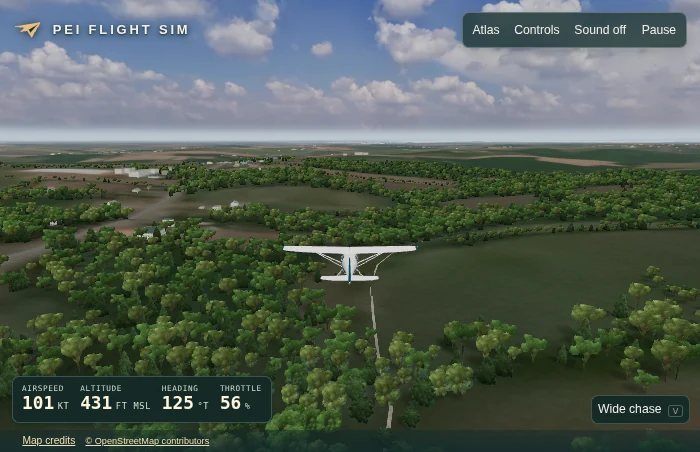 PEI FLIGHT SIM
Atlas Controls Sound off Pause
AIRSPEED ALTITUDE HEADING THROTTLE
101 KT 431 FT MSL 125 °T 56 %
Wide chase V
Map credits © OpenStreetMap contributors